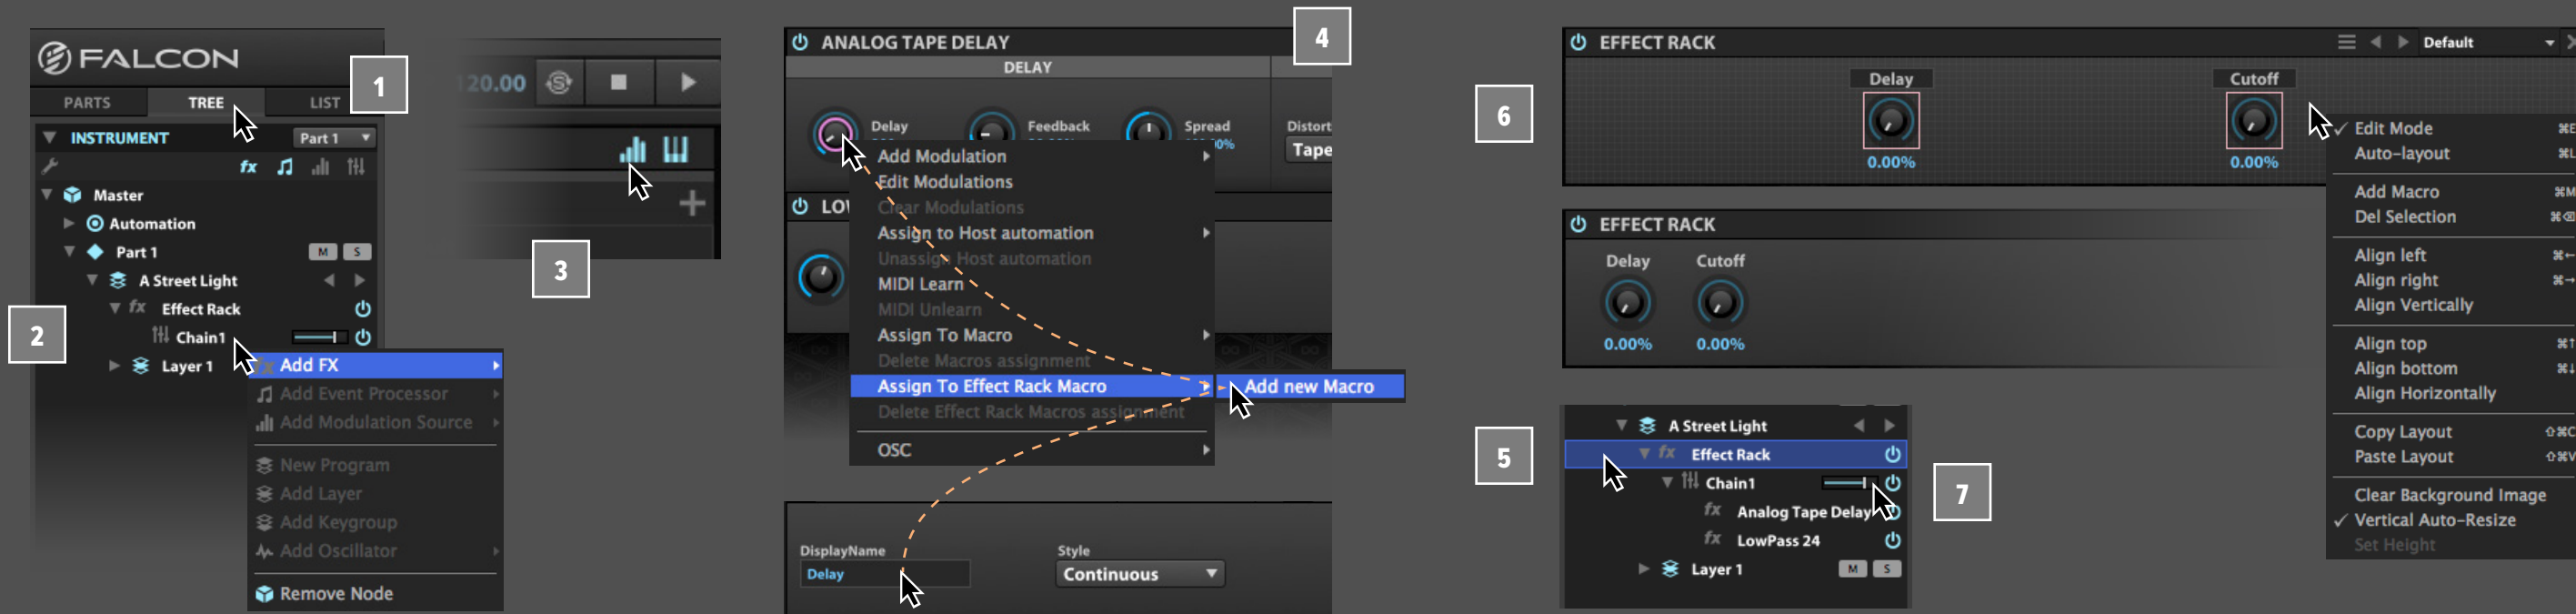 FALCON
1
PARTS
TREE
LIST
INSTRUMENT
Part 1
fx
Master
Automation
Part 1
M
S
A Street Light
fx
Effect Rack
2
Chain1
Layer 1
Add FX
Add Event Processor
Add Modulation Source
New Program
Add Layer
Add Keygroup
Add Oscillator
Remove Node
120.00
3
4
ANALOG TAPE DELAY
DELAY
Delay
Feedback
Spread
Distort
Tape
LO
Add Modulation
Edit Modulations
Clear Modulations
Assign to Host automation
Unassign Host automation
MIDI Learn
MIDI Unlearn
Assign To Macro
Delete Macros assignment
Assign To Effect Rack Macro
Add new Macro
Delete Effect Rack Macros assignment
OSC
DisplayName
Delay
Style
Continuous
6
EFFECT RACK
Default
Delay
Cutoff
0.00%
0.00%
EFFECT RACK
Delay
Cutoff
0.00%
0.00%
Edit Mode ⌘E
Auto-layout ⌘L
Add Macro ⌘M
Del Selection ⌘⌫
Align left ⌘←
Align right ⌘→
Align Vertically
Align top ⌘↑
Align bottom ⌘↓
Align Horizontally
Copy Layout ⇧⌘C
Paste Layout ⇧⌘V
Clear Background Image
Vertical Auto-Resize
Set Height
5
A Street Light
fx
Effect Rack
Chain1
fx
Analog Tape Delay
fx
LowPass 24
Layer 1
M
S
7